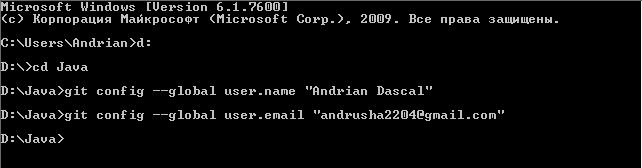 Microsoft Windows [Version 6.1.7600]
(c) Корпорация Майкрософт (Microsoft Corp.), 2009. Все права защищены.
C:\Users\Andrian>d:
D:\>cd Java
D:\Java>git config --global user.name "Andrian Dascal"
D:\Java>git config --global user.email "andrusha2204@gmail.com"
D:\Java>